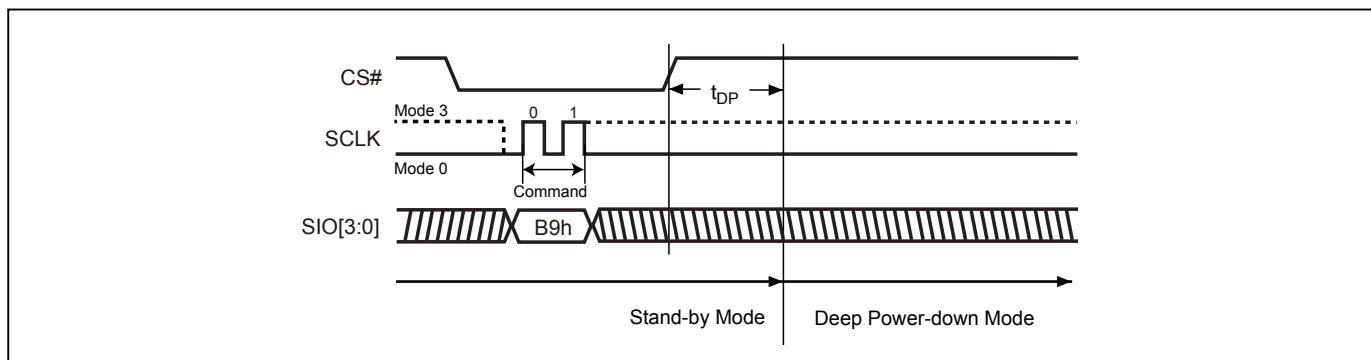 CS#
tDP
Mode 3
0 1
SCLK
Mode 0
Command
SIO[3:0]
B9h
Stand-by Mode
Deep Power-down Mode